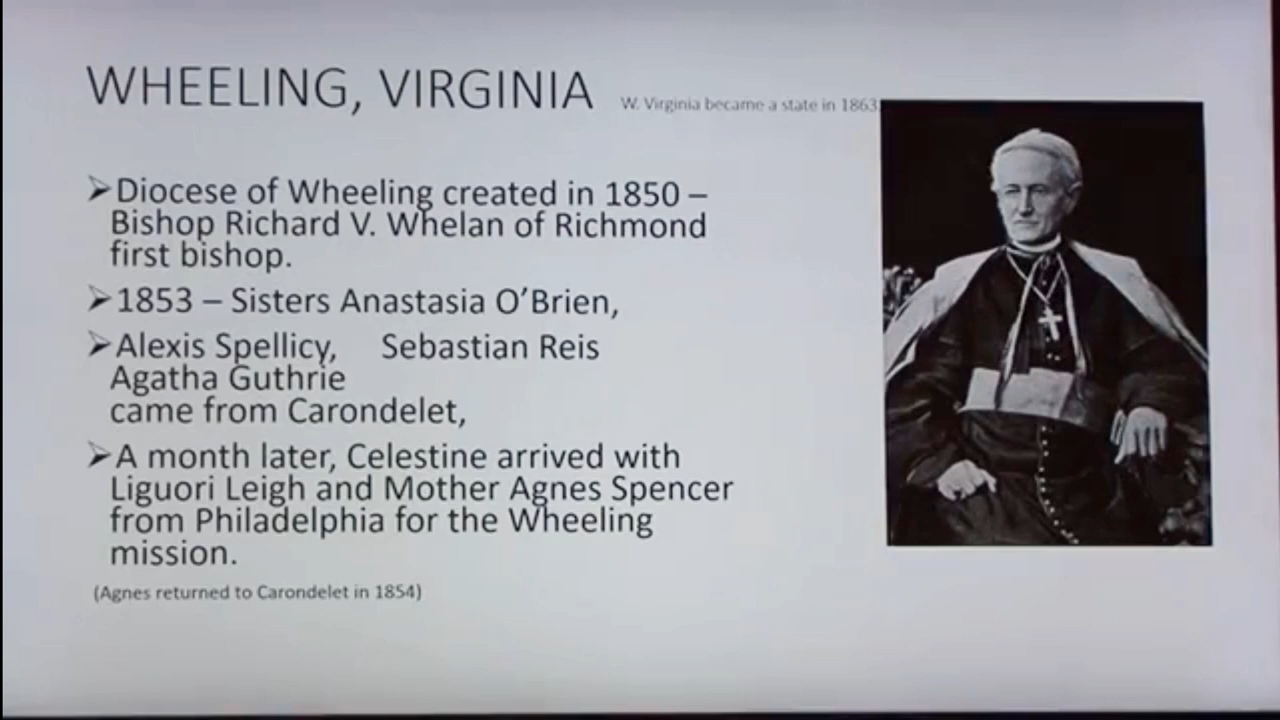 WHEELING, VIRGINIA W. Virginia became a state in 1863
➢Diocese of Wheeling created in 1850 –
Bishop Richard V. Whelan of Richmond
first bishop.
➢1853 – Sisters Anastasia O’Brien,
➢Alexis Spellicy, Sebastian Reis
Agatha Guthrie
came from Carondelet,
➢A month later, Celestine arrived with
Liguori Leigh and Mother Agnes Spencer
from Philadelphia for the Wheeling
mission.
(Agnes returned to Carondelet in 1854)